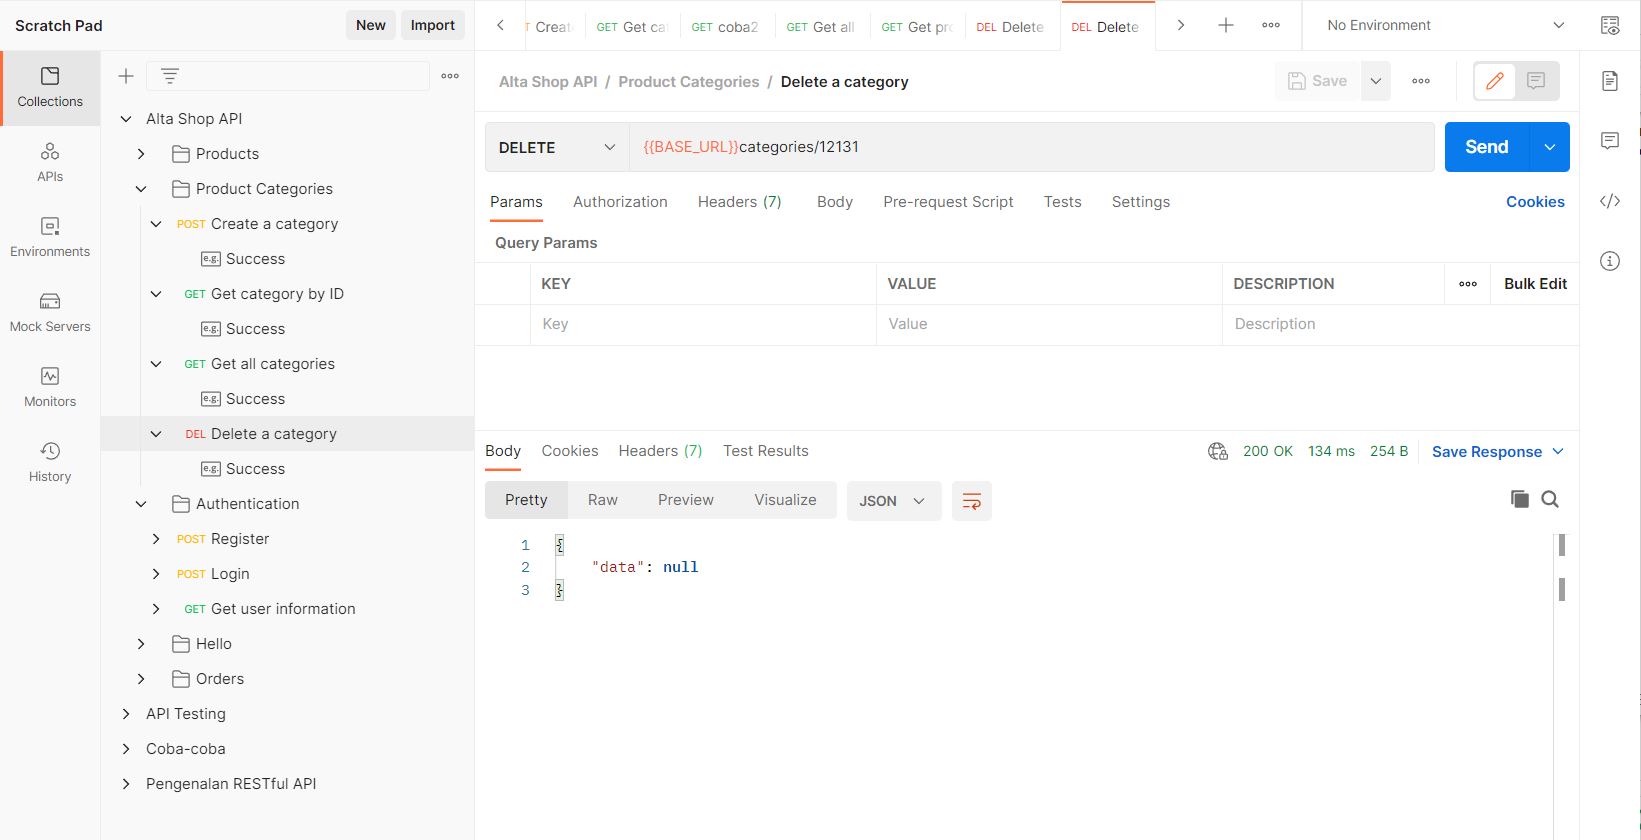 Scratch Pad
New
Import
Collections
APIs
Environments
Mock Servers
Monitors
History
Alta Shop API
Products
Product Categories
POST Create a category
e.g. Success
GET Get category by ID
e.g. Success
GET Get all categories
e.g. Success
DEL Delete a category
e.g. Success
Authentication
POST Register
POST Login
GET Get user information
Hello
Orders
API Testing
Coba-coba
Pengenalan RESTful API
T Creat
GET Get ca
GET coba2
GET Get all
GET Get pr
DEL Delete
DEL Delete
No Environment
Alta Shop API / Product Categories / Delete a category
Save
DELETE
{{BASE_URL}}categories/12131
Send
Params Authorization Headers (7) Body Pre-request Script Tests Settings
Cookies
Query Params
KEY VALUE DESCRIPTION
Bulk Edit
Key Value Description
Body Cookies Headers (7) Test Results
200 OK 134 ms 254 B
Save Response
Pretty Raw Preview Visualize
JSON
1 {
2 "data": null
3 }